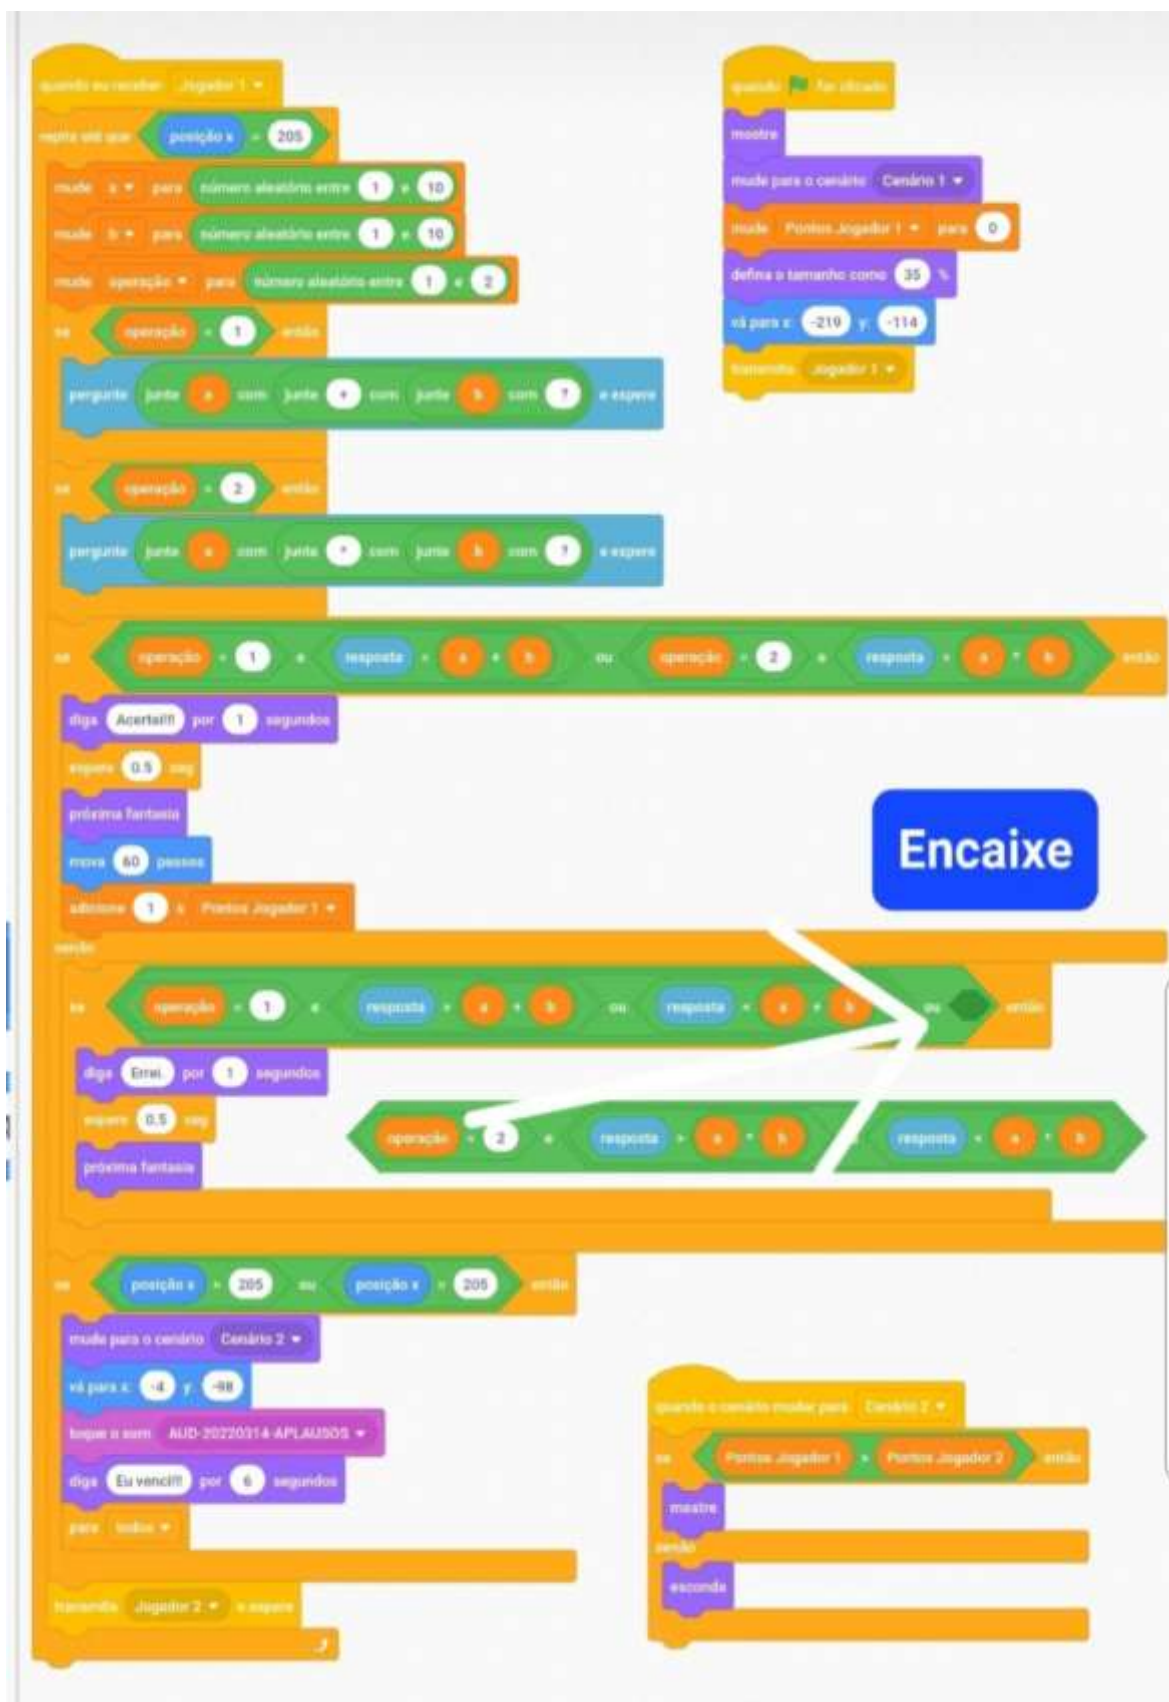 quando eu receber Jogador 1
repita até que posição x = 205
mude a para número aleatório entre 1 e 10
mude b para número aleatório entre 1 e 10
mude operação para número aleatório entre 1 e 2
se operação = 1 então
pergunte junte a com junte + com junte b com ? e espere
se operação = 2 então
pergunte junte a com junte * com junte b com ? e espere
se operação = 1 e resposta = a + b ou operação = 2 e resposta = a * b então
diga Acertei!!! por 1 segundos
espere 0.5 seg
próxima fantasia
mova 60 passos
adicione 1 a Pontos Jogador 1
senão
se operação = 1 e resposta a + b ou resposta a + b ou então
diga Errei. por 1 segundos
espere 0.5 seg
próxima fantasia
operação = 2 e resposta > a * b resposta < a * b
se posição x > 205 ou posição x = 205 então
mude para o cenário Cenário 2
vá para x: -4 y: -98
toque o som AUD-20220314-APLAUSOS
diga Eu venci!!! por 6 segundos
pare todos
transmita Jogador 2 e espere
quando for clicado
mostre
mude para o cenário Cenário 1
mude Pontos Jogador 1 para 0
defina o tamanho como 35 %
vá para x: -219 y: -114
transmita Jogador 1
Encaixe
quando o cenário mudar para Cenário 2
se Pontos Jogador 1 > Pontos Jogador 2 então
mostre
senão
esconda